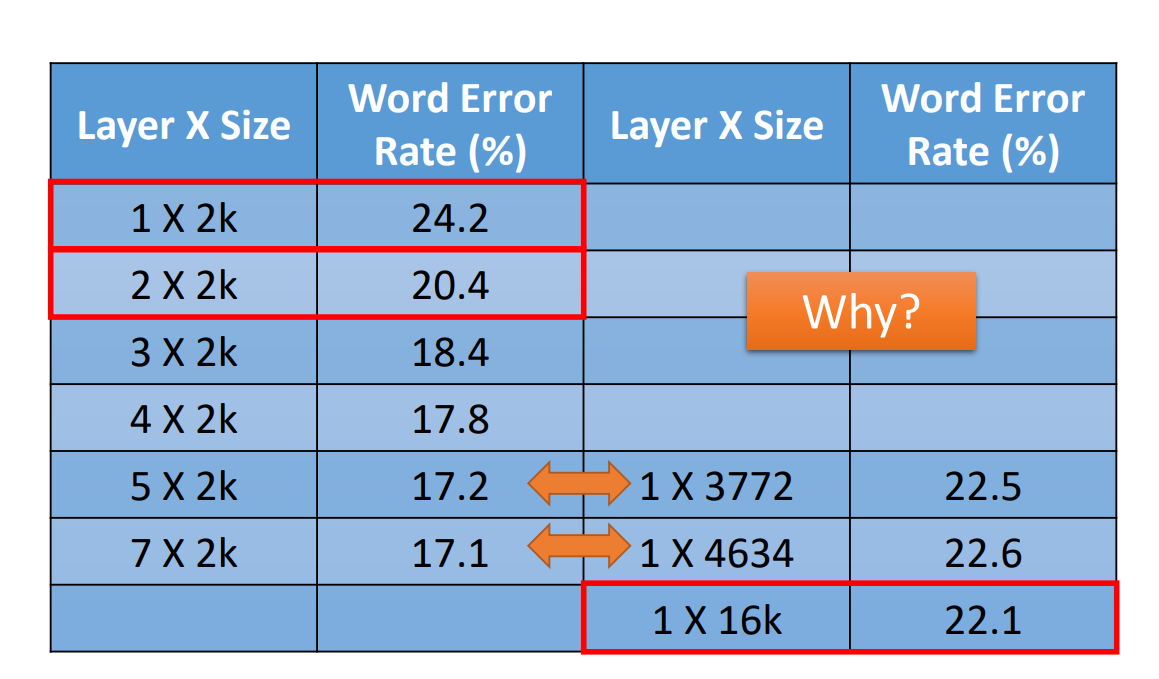 Layer X Size Word Error Rate (%) Layer X Size Word Error Rate (%)
1 X 2k 24.2
2 X 2k 20.4
Why?
3 X 2k 18.4
4 X 2k 17.8
5 X 2k 17.2 1 X 3772 22.5
7 X 2k 17.1 1 X 4634 22.6
1 X 16k 22.1